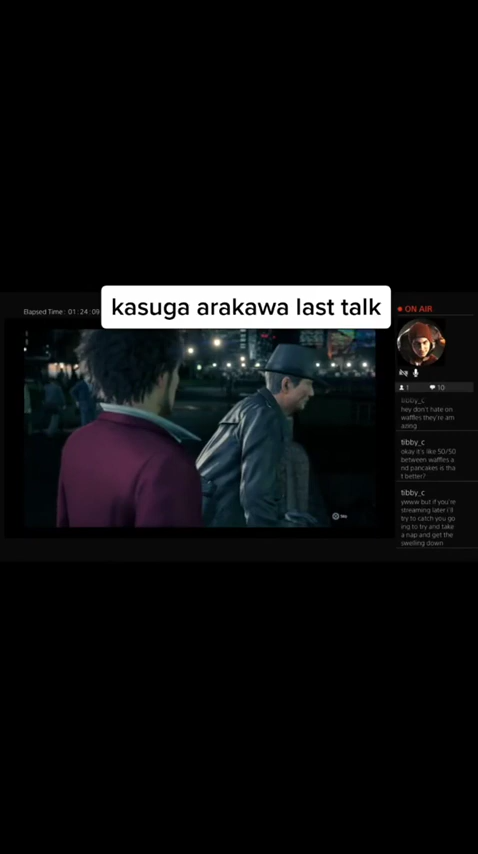 kasuga arakawa last talk
Elapsed Time: 01:24:09
ON AIR
1
10
tibby_c
hey don't hate on
waffles they're am
azing
tibby_c
okay it's like 50/50
between waffles a
nd pancakes is tha
t better?
tibby_c
ywww but if you're
streaming later i'll
try to catch you go
ing to try and take
a nap and get the
swelling down
Skip